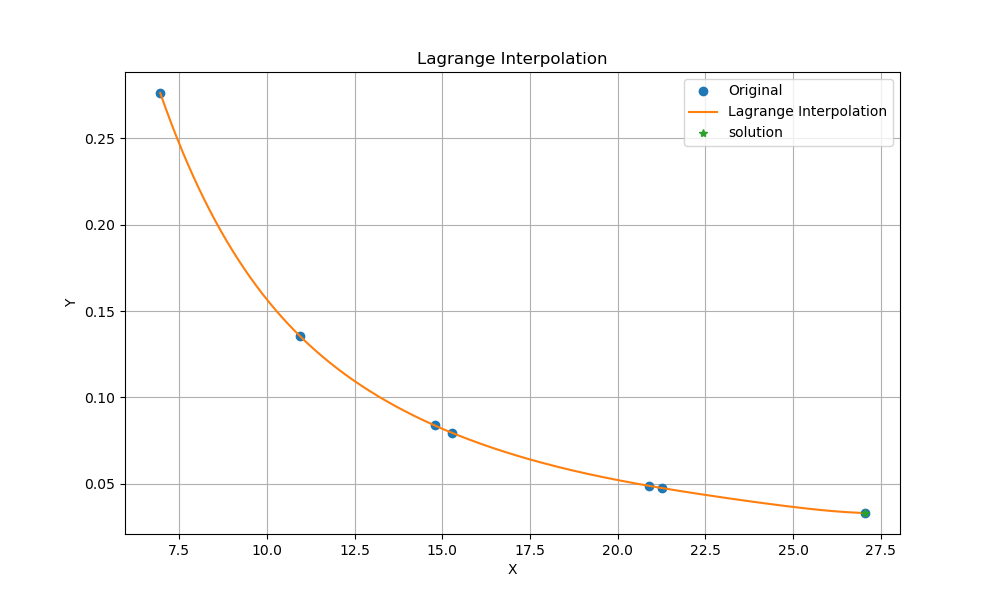 Lagrange Interpolation
Original
Lagrange Interpolation
solution
Y
0.25
0.20
0.15
0.10
0.05
7.5 10.0 12.5 15.0 17.5 20.0 22.5 25.0 27.5
X